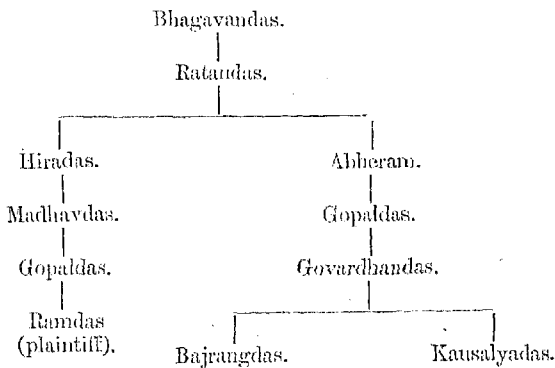 Bhagavandas.
Ratandas.
Hiradas. Abheram.
Madhavdas. Gopaldas.
Gopaldas. Govardhandas.
Ramdas
(plaintiff). Bajrangdas. Kausalyadas.